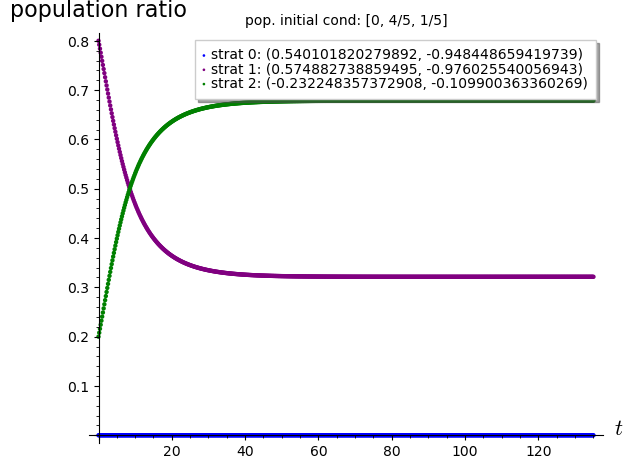 population ratio
pop. initial cond: [0, 4/5, 1/5]
strat 0: (0.540101820279892, -0.948448659419739)
strat 1: (0.574882738859495, -0.976025540056943)
strat 2: (-0.232248357372908, -0.109900363360269)
0.8
0.7
0.6
0.5
0.4
0.3
0.2
0.1
20 40 60 80 100 120
t